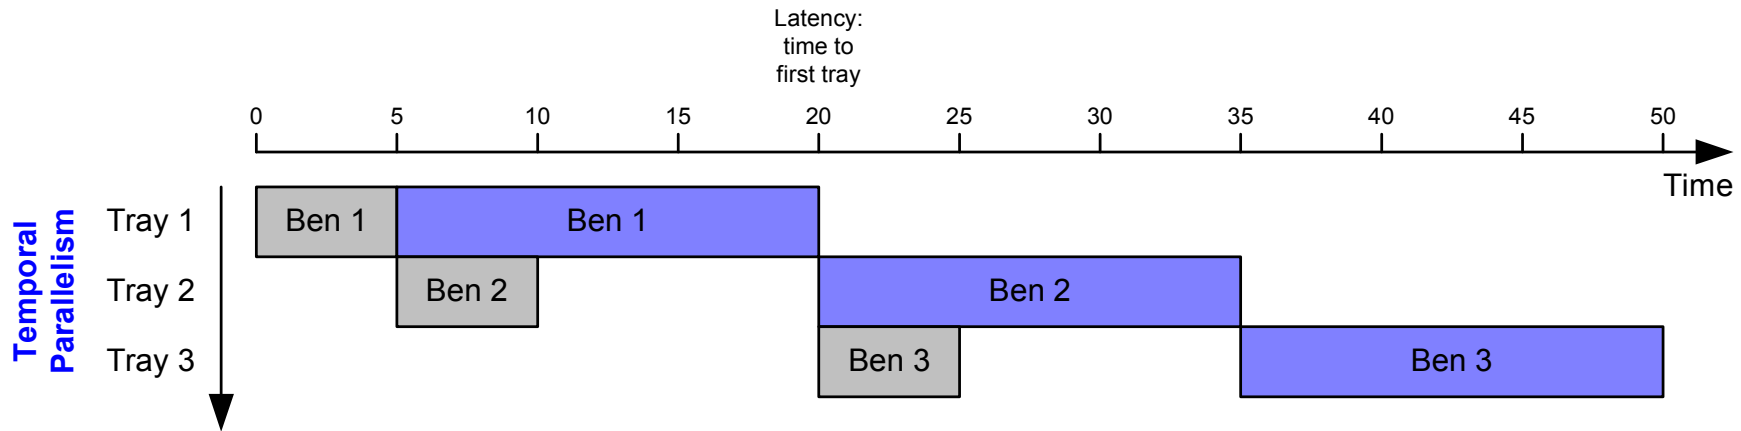 Latency:
time to
first tray
0 5 10 15 20 25 30 35 40 45 50
Time
Temporal
Parallelism
Tray 1 Ben 1 Ben 1
Tray 2 Ben 2 Ben 2
Tray 3 Ben 3 Ben 3